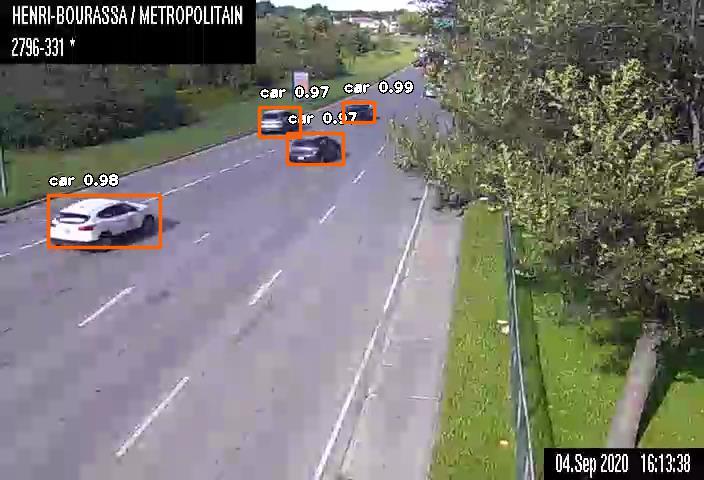 HENRI-BOURASSA / METROPOLITAIN
2796-331 *
car 0.97
car 0.99
car 0.97
car 0.98
04.Sep 2020 16:13:38